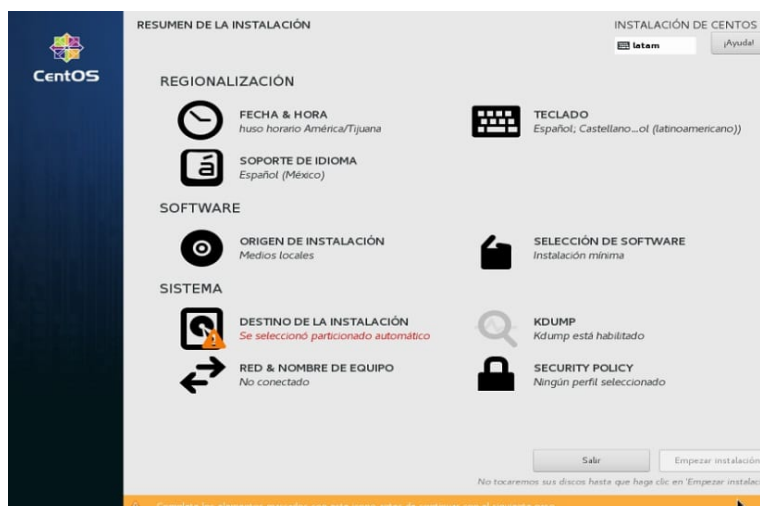 RESUMEN DE LA INSTALACIÓN
INSTALACIÓN DE CENTOS
latam
¡Ayuda!
CentOS
REGIONALIZACIÓN
FECHA & HORA
huso horario América/Tijuana
TECLADO
Español; Castellano...ol (latinoamericano))
á
SOPORTE DE IDIOMA
Español (México)
SOFTWARE
ORIGEN DE INSTALACIÓN
Medios locales
SELECCIÓN DE SOFTWARE
Instalación mínima
SISTEMA
DESTINO DE LA INSTALACIÓN
Se seleccionó particionado automático
KDUMP
Kdump está habilitado
RED & NOMBRE DE EQUIPO
No conectado
SECURITY POLICY
Ningún perfil seleccionado
Salir
Empezar instalación
No tocaremos sus discos hasta que haga clic en 'Empezar instalac